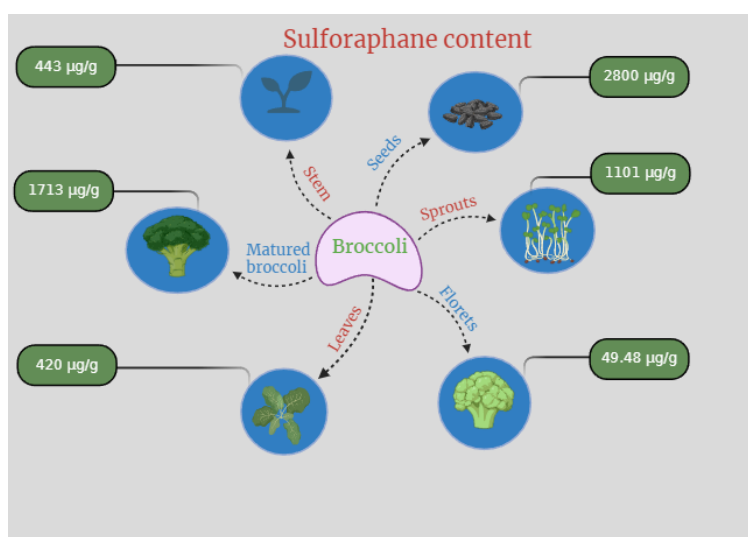 Sulforaphane content
443 µg/g
2800 µg/g
Seeds
Stem
1713 µg/g
1101 µg/g
Sprouts
Broccoli
Matured
broccoli
Florets
Leaves
420 µg/g
49.48 µg/g